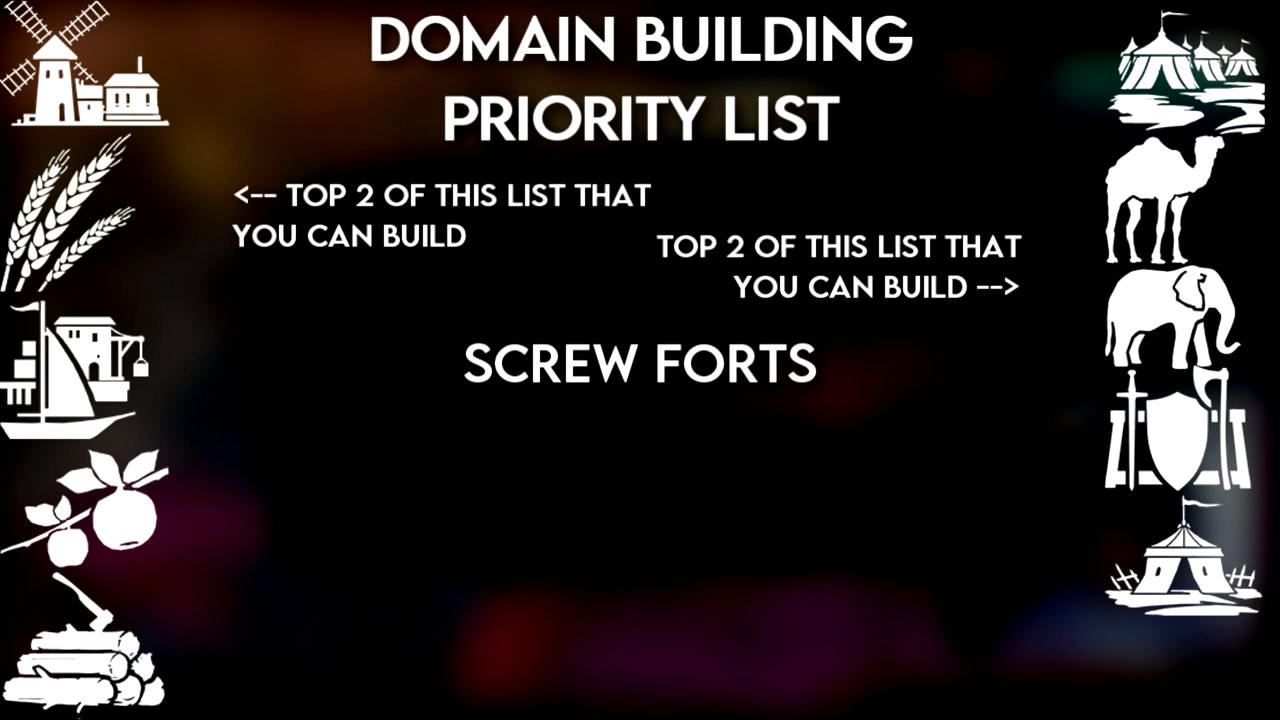 DOMAIN BUILDING
PRIORITY LIST
<-- TOP 2 OF THIS LIST THAT
YOU CAN BUILD
TOP 2 OF THIS LIST THAT
YOU CAN BUILD -->
SCREW FORTS